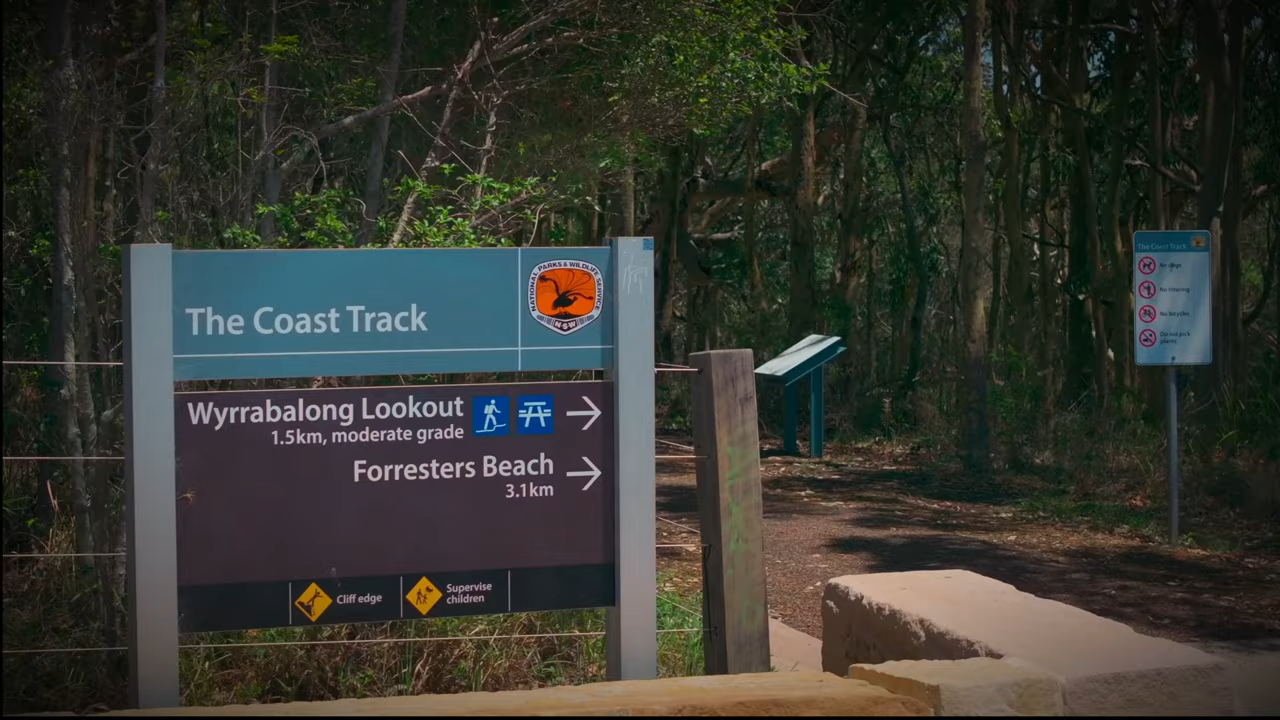 The Coast Track
NATIONAL PARKS & WILDLIFE SERVICE
N·S·W
Wyrrabalong Lookout
1.5km, moderate grade
Forresters Beach
3.1km
Cliff edge
Supervise
children
The Coast Track
No dogs
No littering
No bicycles
Do not pick
plants